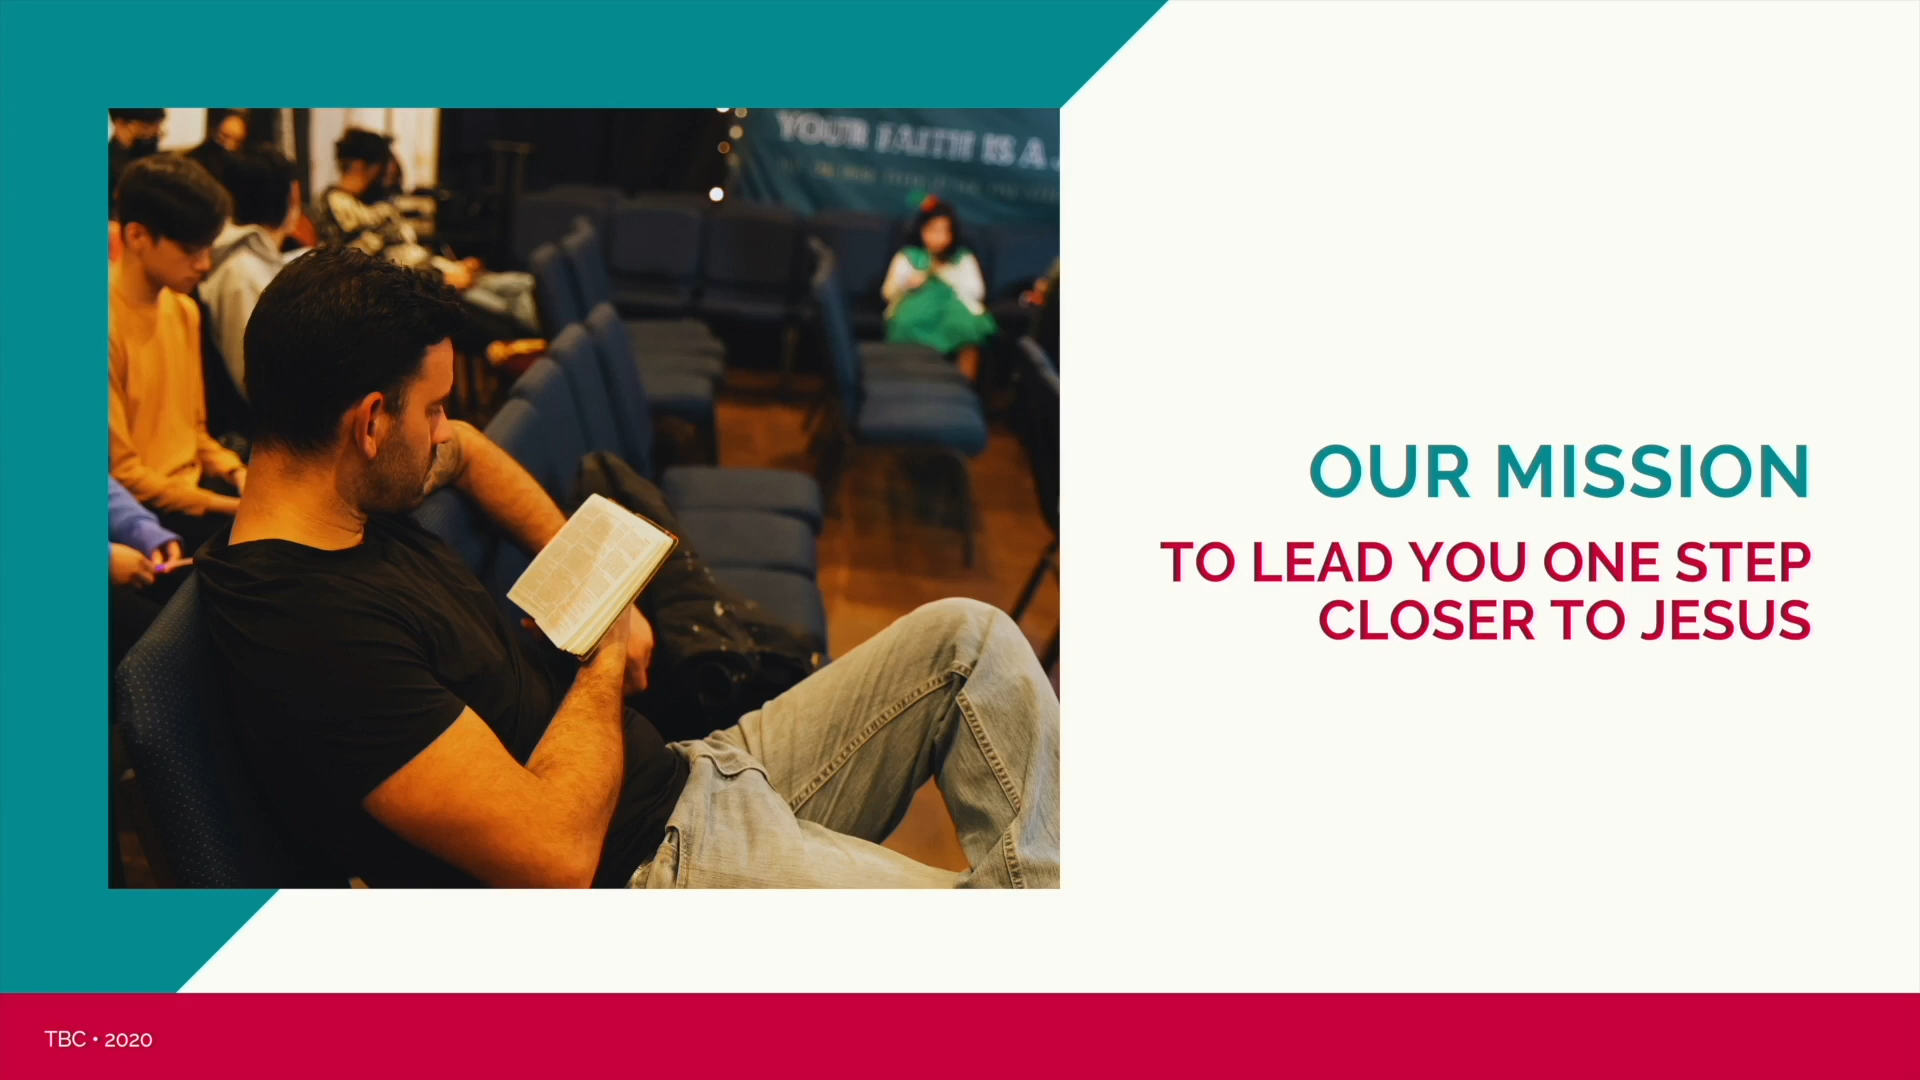 YOUR FAITH IS A
OUR MISSION
TO LEAD YOU ONE STEP
CLOSER TO JESUS
TBC • 2020